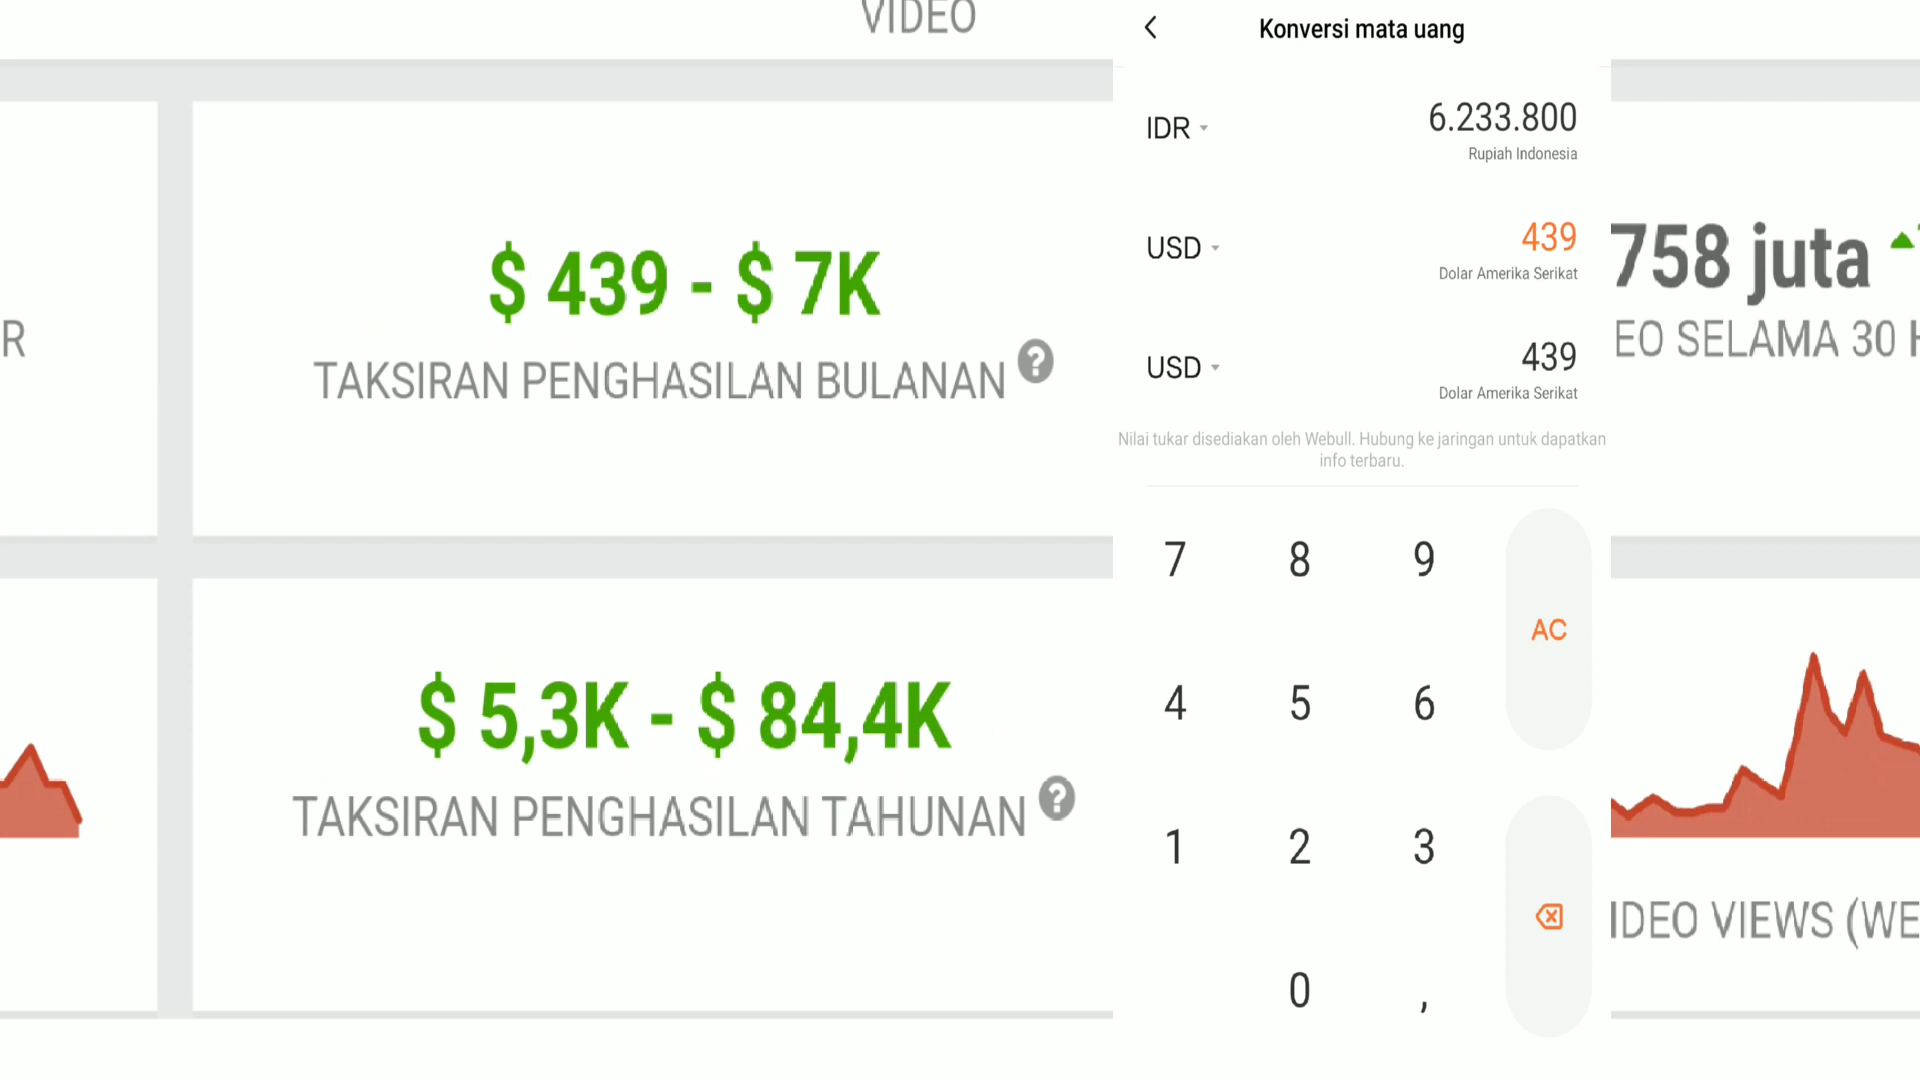 VIDEO
R
$ 439 - $ 7K
TAKSIRAN PENGHASILAN BULANAN ?
$ 5,3K - $ 84,4K
TAKSIRAN PENGHASILAN TAHUNAN ?
Konversi mata uang
IDR 6.233.800
Rupiah Indonesia
USD 439
Dolar Amerika Serikat
USD 439
Dolar Amerika Serikat
Nilai tukar disediakan oleh Webull. Hubung ke jaringan untuk dapatkan
info terbaru.
7 8 9
AC
4 5 6
1 2 3
0 ,
758 juta
EO SELAMA 30
IDEO VIEWS (WE